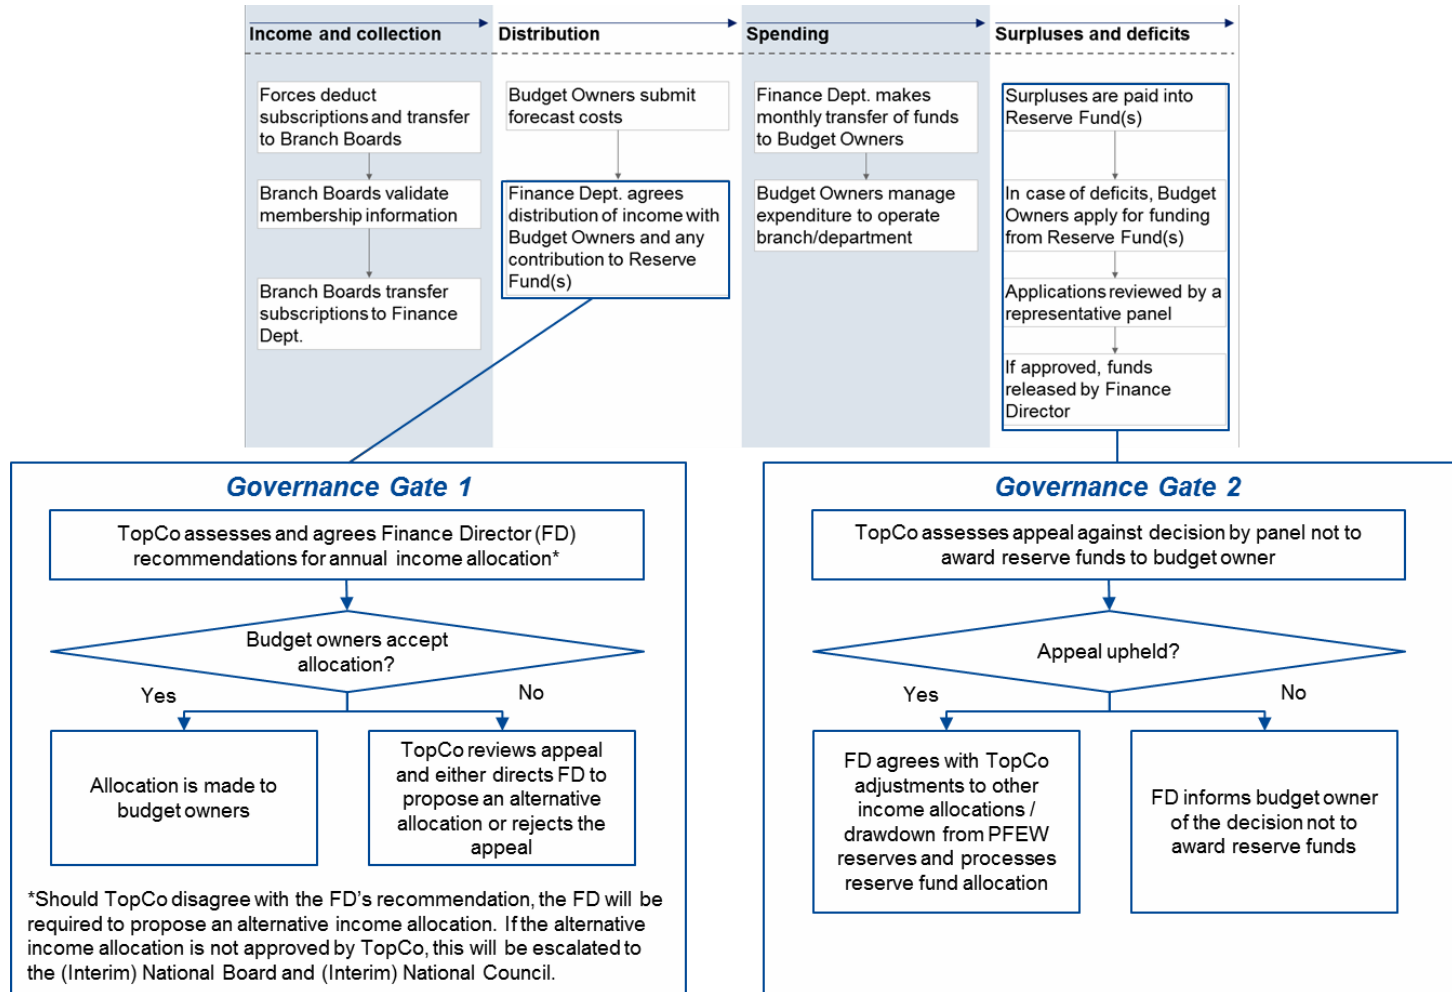 Income and collection
Distribution
Spending
Surpluses and deficits
Forces deduct
subscriptions and transfer
to Branch Boards
Branch Boards validate
membership information
Branch Boards transfer
subscriptions to Finance
Dept.
Budget Owners submit
forecast costs
Finance Dept. agrees
distribution of income with
Budget Owners and any
contribution to Reserve
Fund(s)
Finance Dept. makes
monthly transfer of funds
to Budget Owners
Budget Owners manage
expenditure to operate
branch/department
Surpluses are paid into
Reserve Fund(s)
In case of deficits, Budget
Owners apply for funding
from Reserve Fund(s)
Applications reviewed by a
representative panel
If approved, funds
released by Finance
Director
Governance Gate 1
TopCo assesses and agrees Finance Director (FD)
recommendations for annual income allocation*
Budget owners accept
allocation?
Yes
No
Allocation is made to
budget owners
TopCo reviews appeal
and either directs FD to
propose an alternative
allocation or rejects the
appeal
*Should TopCo disagree with the FD's recommendation, the FD will be
required to propose an alternative income allocation. If the alternative
income allocation is not approved by TopCo, this will be escalated to
the (Interim) National Board and (Interim) National Council.
Governance Gate 2
TopCo assesses appeal against decision by panel not to
award reserve funds to budget owner
Appeal upheld?
Yes
No
FD agrees with TopCo
adjustments to other
income allocations /
drawdown from PFEW
reserves and processes
reserve fund allocation
FD informs budget owner
of the decision not to
award reserve funds